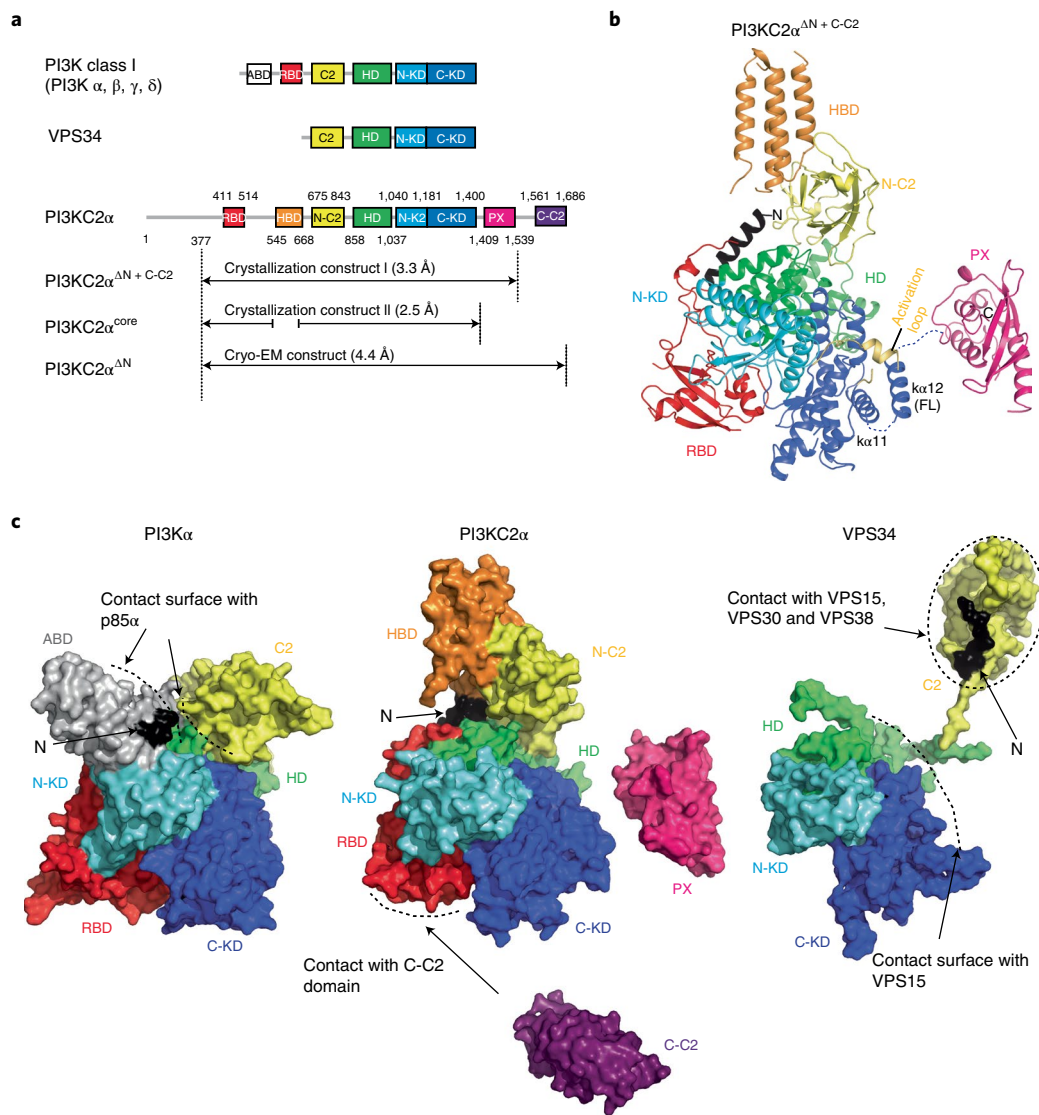 a
PI3K class I
(PI3K α, β, γ, δ)
ABD RBD C2 HD N-KD C-KD
VPS34
C2 HD N-KD C-KD
411 514 675 843 1,040 1,181 1,400 1,561 1,686
PI3KC2α
RBD HBD N-C2 HD N-K2 C-KD PX C-C2
1 377 545 668 858 1,037 1,409 1,539
PI3KC2α^ΔN + C-C2
Crystallization construct I (3.3 Å)
PI3KC2α^core
Crystallization construct II (2.5 Å)
PI3KC2α^ΔN
Cryo-EM construct (4.4 Å)
b
PI3KC2α^ΔN + C-C2
HBD
N-C2
N
PX
HD
N-KD
Activation
loop
C
kα12
(FL)
kα11
RBD
c
PI3Kα
Contact surface with
p85α
ABD
C2
N
HD
N-KD
RBD
C-KD
PI3KC2α
HBD
N-C2
N
HD
N-KD
RBD
PX
C-KD
Contact with C-C2
domain
C-C2
VPS34
Contact with VPS15,
VPS30 and VPS38
C2
N
HD
N-KD
C-KD
Contact surface with
VPS15